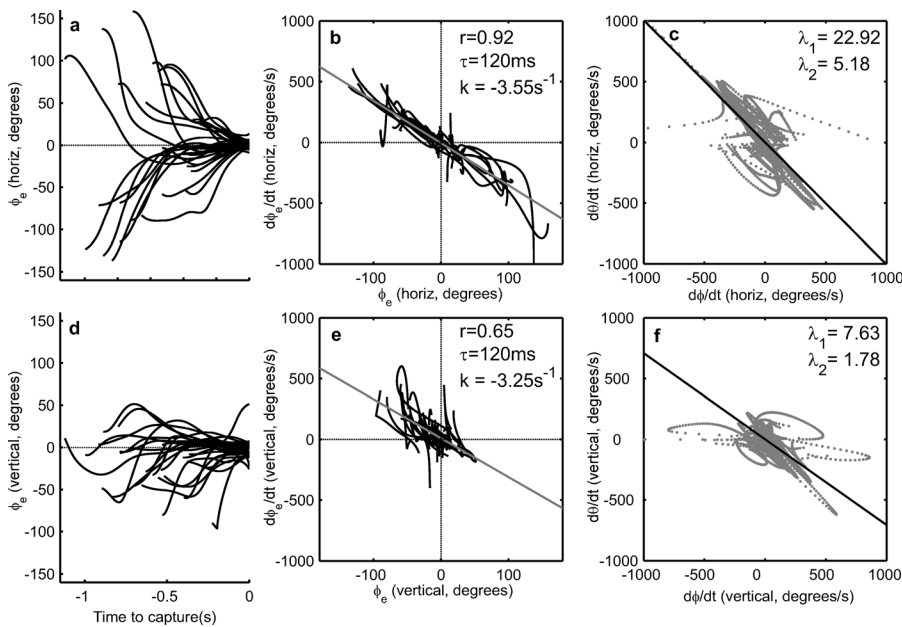 a
150
100
50
0
-50
-100
-150
ϕe (horiz, degrees)
b
r=0.92
τ=120ms
k = -3.55s-1
1000
500
0
-500
-1000
-100
0
100
dϕe/dt (horiz, degrees/s)
ϕe (horiz, degrees)
c
λ1= 22.92
λ2= 5.18
1000
500
0
-500
-1000
-1000
-500
0
500
1000
dθ/dt (horiz, degrees/s)
dϕ/dt (horiz, degrees/s)
d
150
100
50
0
-50
-100
-150
-1
-0.5
0
ϕe (vertical, degrees)
Time to capture(s)
e
r=0.65
τ=120ms
k = -3.25s-1
1000
500
0
-500
-1000
-100
0
100
dϕe/dt (vertical, degrees/s)
ϕe (vertical, degrees)
f
λ1= 7.63
λ2= 1.78
1000
500
0
-500
-1000
-1000
-500
0
500
1000
dθ/dt (vertical, degrees/s)
dϕ/dt (vertical, degrees/s)